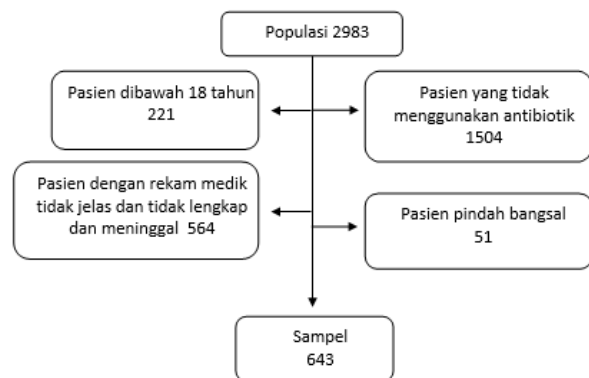 Populasi 2983
Pasien dibawah 18 tahun
221
Pasien yang tidak
menggunakan antibiotik
1504
Pasien dengan rekam medik
tidak jelas dan tidak lengkap
dan meninggal 564
Pasien pindah bangsal
51
Sampel
643